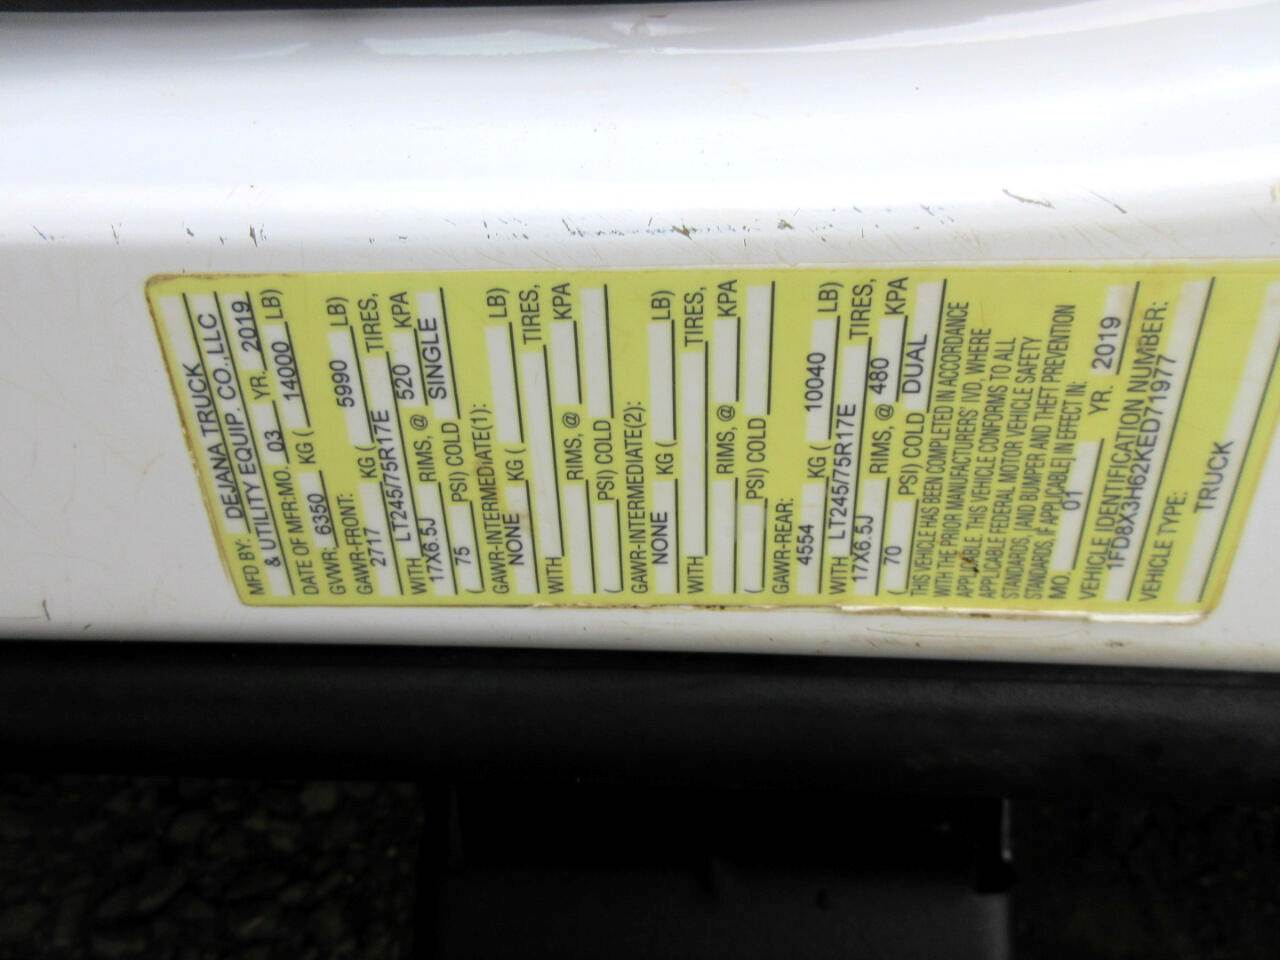 MFD BY: DEJANA TRUCK
& UTILITY EQUIP. CO., LLC
DATE OF MFR: MO. 03 YR. 2019
GVWR: 6350 KG ( 14000 LB)
GAWR-FRONT:
2717 KG ( 5990 LB)
WITH LT245/75R17E TIRES,
17X6.5J RIMS, @ 520 KPA
( 75 PSI) COLD SINGLE
GAWR-INTERMEDIATE(1):
NONE KG ( LB)
WITH TIRES,
RIMS, @ KPA
( PSI) COLD
GAWR-INTERMEDIATE(2):
NONE KG ( LB)
WITH TIRES,
RIMS, @ KPA
( PSI) COLD
GAWR-REAR:
4554 KG ( 10040 LB)
WITH LT245/75R17E TIRES,
17X6.5J RIMS, @ 480 KPA
( 70 PSI) COLD DUAL
THIS VEHICLE HAS BEEN COMPLETED IN ACCORDANCE
WITH THE PRIOR MANUFACTURERS' IVD, WHERE
APPLICABLE. THIS VEHICLE CONFORMS TO ALL
APPLICABLE FEDERAL MOTOR VEHICLE SAFETY
STANDARDS, [AND BUMPER AND THEFT PREVENTION
STANDARDS, IF APPLICABLE] IN EFFECT IN:
MO. 01 YR. 2019
VEHICLE IDENTIFICATION NUMBER:
1FD8X3H62KED71977
VEHICLE TYPE:
TRUCK